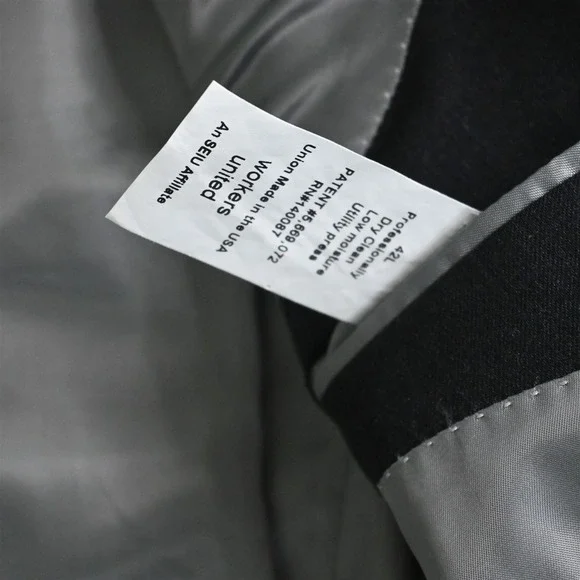 42L
Professionally
Dry Clean
Low moisture
Utility press
PATENT #5.669.072
RN#140087
Union Made in the USA
workers
united
An SEIU Affiliate